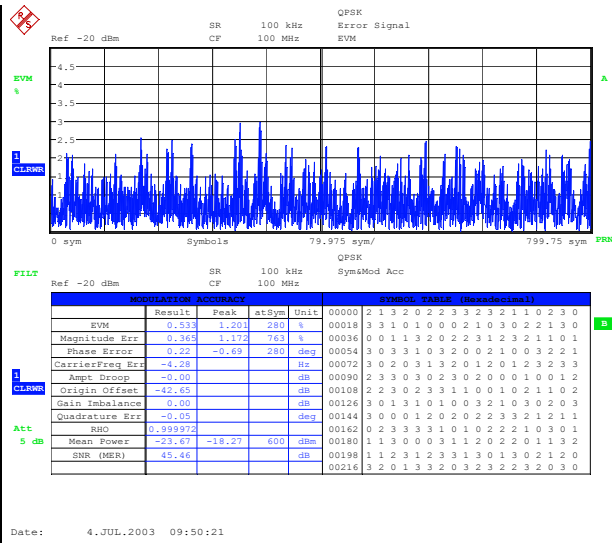 QPSK
SR 100 kHz Error Signal
Ref -20 dBm CF 100 MHz EVM
4.5
EVM A
%
4
3.5
3
2.5
1
CLRWR
2
1
0 sym Symbols 79.975 sym/ 799.75 sym PRN
QPSK
FILT SR 100 kHz Sym&Mod Acc
Ref -20 dBm CF 100 MHz
MODULATION ACCURACY SYMBOL TABLE (Hexadecimal)
Result Peak atSym Unit 00000 2 1 3 2 0 2 2 3 3 2 3 2 1 1 0 2 3 0
EVM 0.533 1.201 280 % 00018 3 3 1 0 1 0 0 0 2 1 0 3 0 2 2 1 3 0 B
Magnitude Err 0.365 1.172 763 % 00036 0 0 1 1 3 2 0 2 2 3 1 2 3 2 1 1 0 1
Phase Error 0.22 -0.69 280 deg 00054 3 0 3 3 1 0 3 2 0 0 2 1 0 0 3 2 2 1
CarrierFreq Err -4.28 Hz 00072 3 0 2 0 3 1 3 2 0 1 2 0 1 2 3 2 3 3
1 Ampt Droop -0.00 dB 00090 2 3 3 0 3 0 2 3 0 2 0 0 0 1 0 0 1 2
CLRWR Origin Offset -42.65 dB 00108 2 2 3 0 2 3 3 1 1 0 0 1 0 2 1 1 0 2
Gain Imbalance 0.00 dB 00126 0 3 1 3 1 0 1 0 0 3 2 1 0 3 0 2 0 3
Quadrature Err -0.05 deg 00144 3 0 0 0 1 2 0 2 0 2 2 3 3 2 1 2 1 1
Att RHO 0.999972 00162 0 2 3 3 3 3 1 0 1 1 2 0 2 1 0 3 0 1
5 dB Mean Power -23.67 -18.27 600 dBm 00180 1 1 3 0 0 0 3 1 1 0 2 2 0 1 1 3 2
SNR (MER) 45.46 dB 00198 1 1 2 3 1 2 3 3 1 3 0 1 3 0 2 1 2 0
00216 3 2 0 1 3 3 2 0 3 2 3 2 2 3 2 0 3 0
Date: 4.JUL.2003 09:50:21